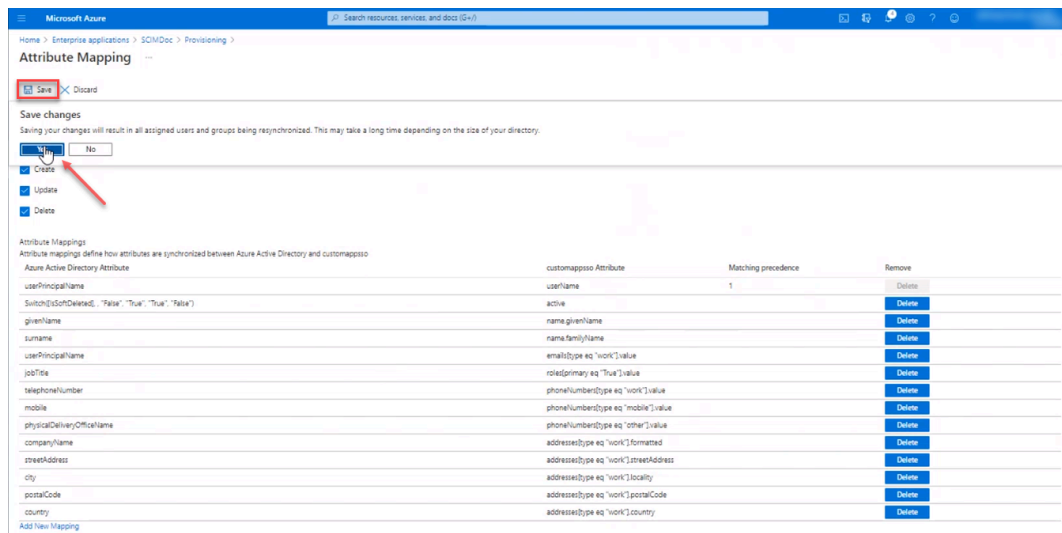 Microsoft Azure
Search resources, services, and docs (G+/)
Home > Enterprise applications > SCIMDoc > Provisioning >
Attribute Mapping ...
Save Discard
Save changes
Saving your changes will result in all assigned users and groups being resynchronized. This may take a long time depending on the size of your directory.
No
Create
Update
Delete
Attribute Mappings
Attribute mappings define how attributes are synchronized between Azure Active Directory and customappsso
Azure Active Directory Attribute customappsso Attribute Matching precedence Remove
userPrincipalName userName 1 Delete
Switch([IsSoftDeleted], , "False", "True", "True", "False") active Delete
givenName name.givenName Delete
surname name.familyName Delete
userPrincipalName emails[type eq "work"].value Delete
jobTitle roles[primary eq "True"].value Delete
telephoneNumber phoneNumbers[type eq "work"].value Delete
mobile phoneNumbers[type eq "mobile"].value Delete
physicalDeliveryOfficeName phoneNumbers[type eq "other"].value Delete
companyName addresses[type eq "work"].formatted Delete
streetAddress addresses[type eq "work"].streetAddress Delete
city addresses[type eq "work"].locality Delete
postalCode addresses[type eq "work"].postalCode Delete
country addresses[type eq "work"].country Delete
Add New Mapping